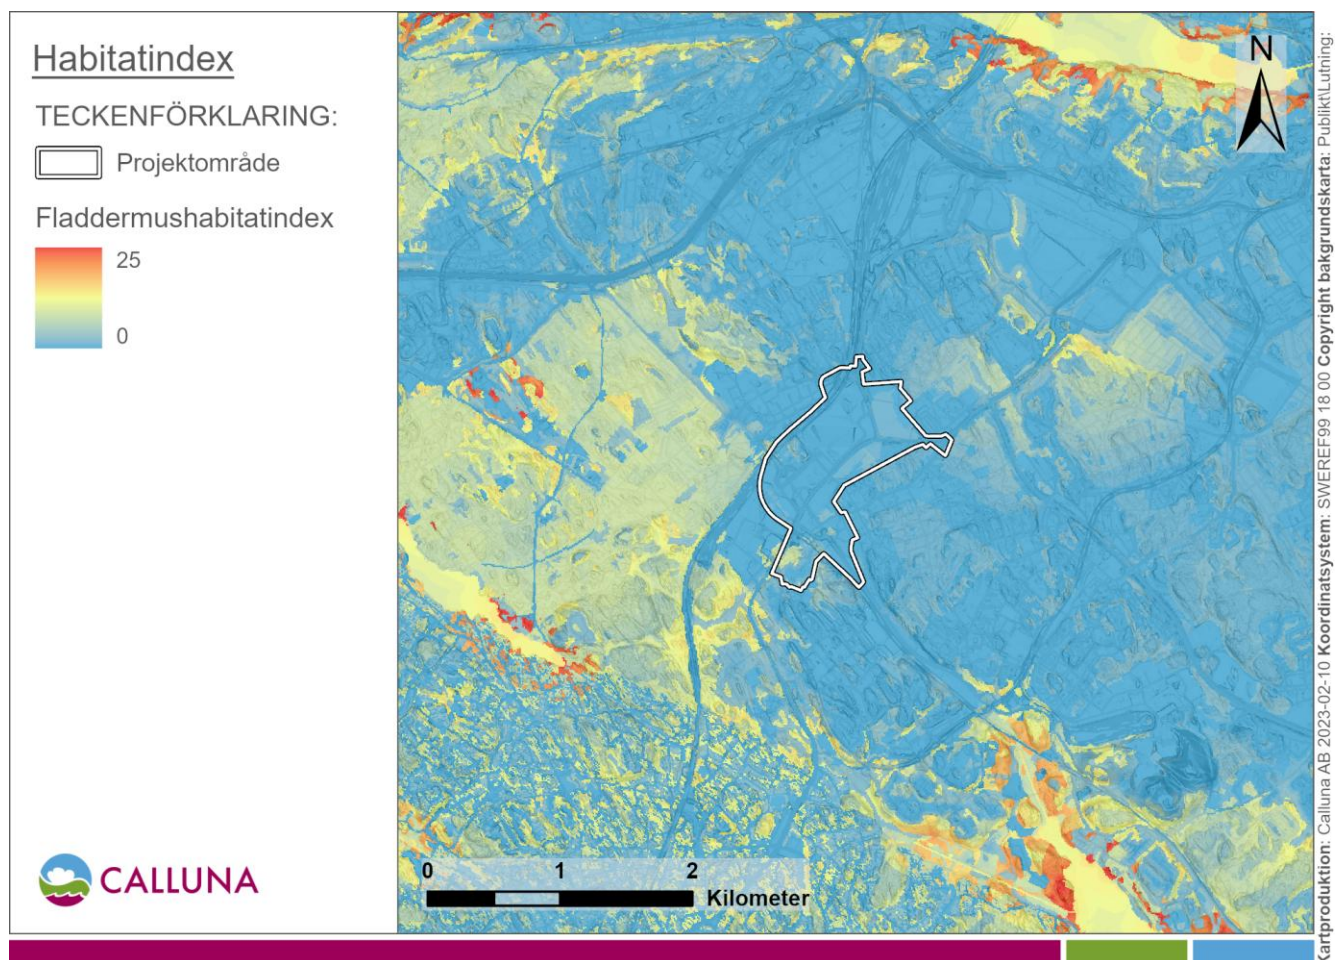 Habitatindex
TECKENFÖRKLARING:
Projektområde
Fladdermushabitatindex
25
0
CALLUNA
N
0 1 2
Kilometer
Kartproduktion: Calluna AB 2023-02-10 Koordinatsystem: SWEREF99 18 00 Copyright bakgrundskarta: Publikt\Lutning: